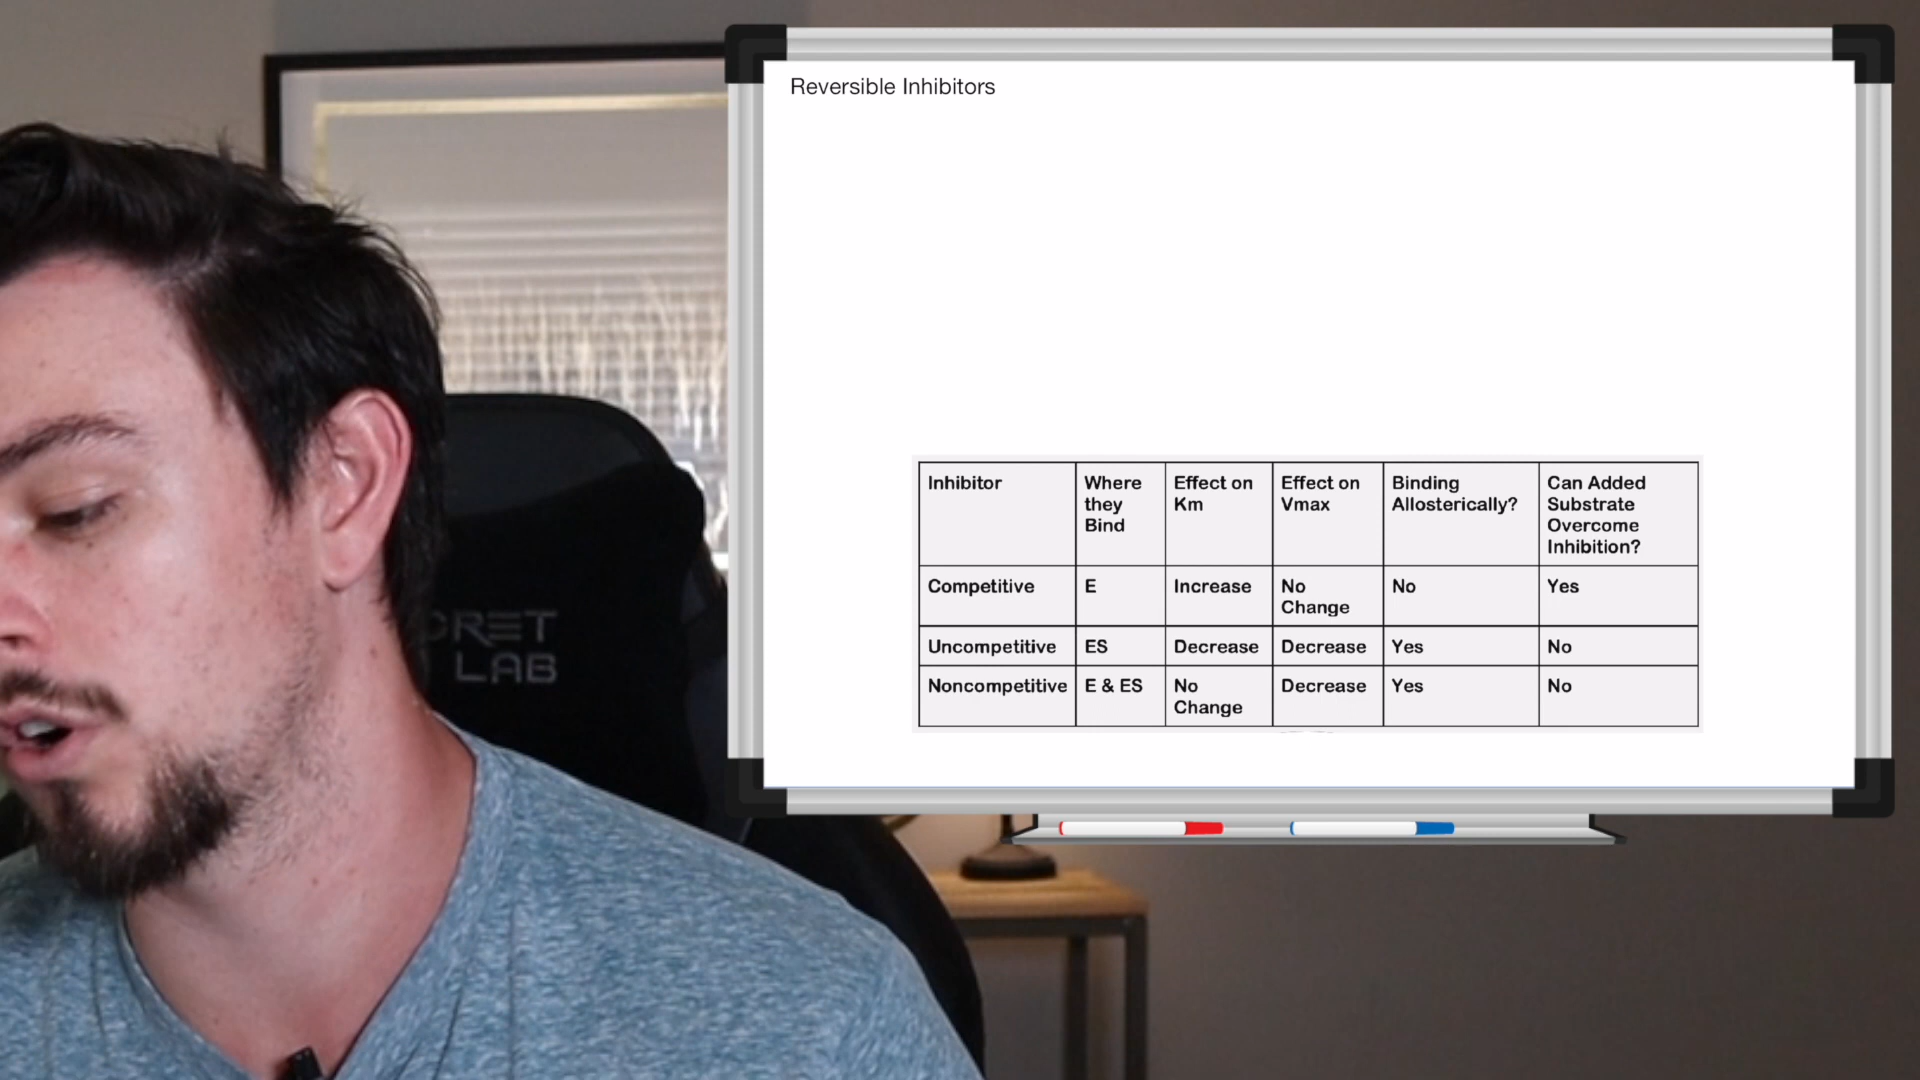 Reversible Inhibitors
Inhibitor
Where
they
Bind
Effect on
Km
Effect on
Vmax
Binding
Allosterically?
Can Added
Substrate
Overcome
Inhibition?
Competitive
E
Increase
No
Change
No
Yes
Uncompetitive
ES
Decrease
Decrease
Yes
No
Noncompetitive
E & ES
No
Change
Decrease
Yes
No
CRET
LAB